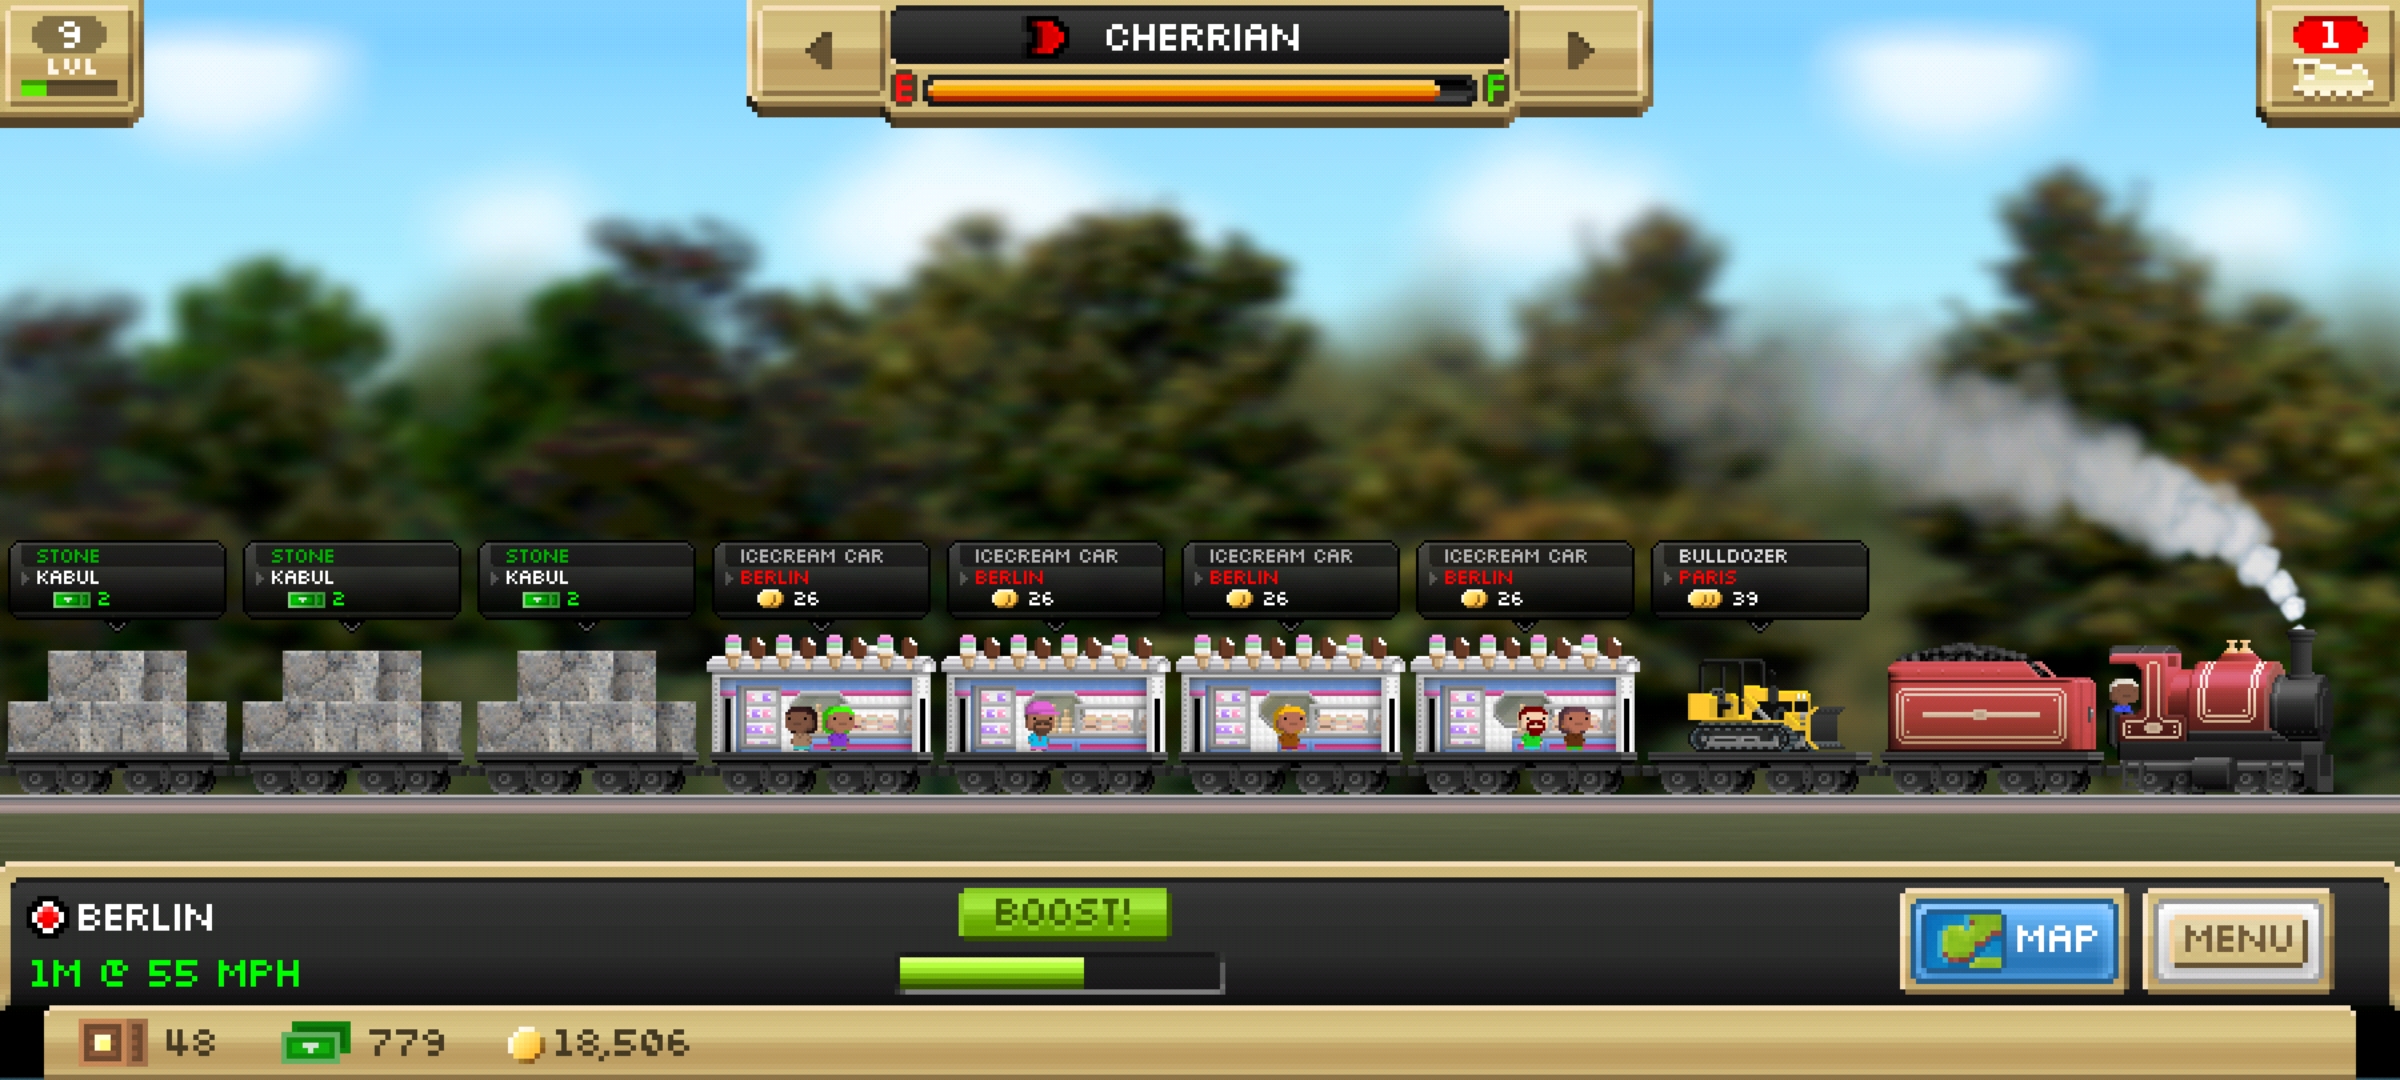 9
LVL
CHERRIAN
E F
1
STONE
KABUL
2
STONE
KABUL
2
STONE
KABUL
2
ICECREAM CAR
BERLIN
26
ICECREAM CAR
BERLIN
26
ICECREAM CAR
BERLIN
26
ICECREAM CAR
BERLIN
26
BULLDOZER
PARIS
39
BERLIN
1M @ 55 MPH
BOOST!
MAP
MENU
48
779
18,506